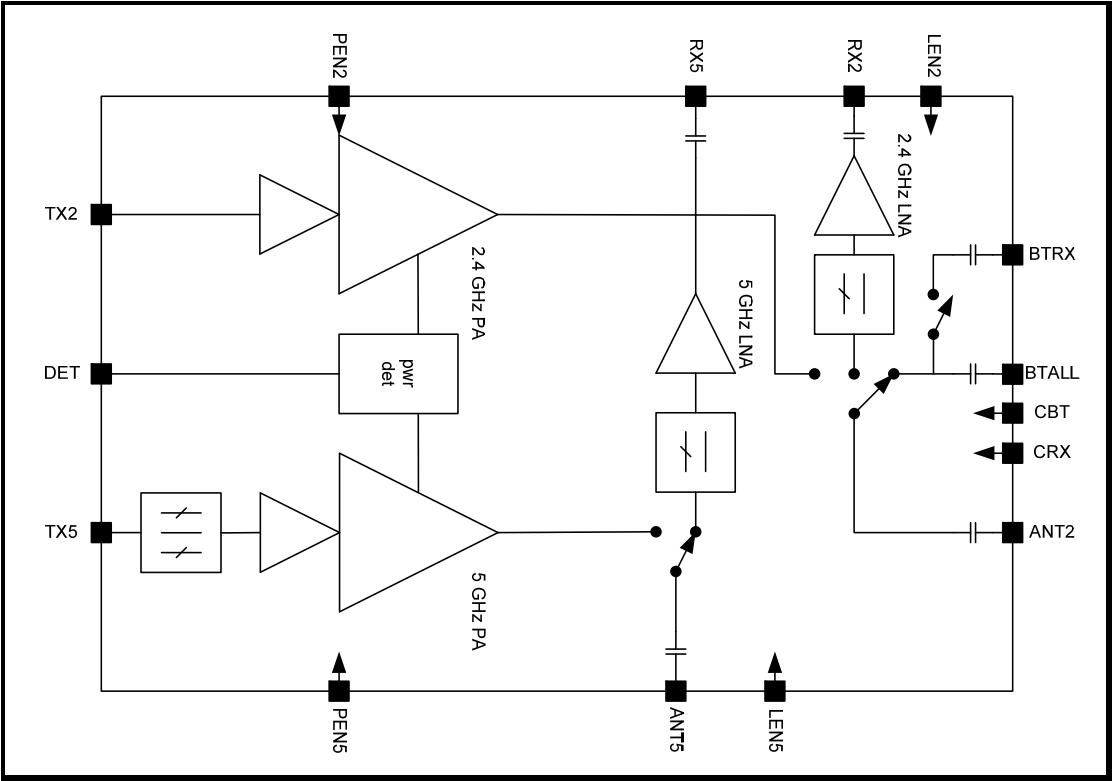 PEN2
RX5
RX2
LEN2
2.4 GHz LNA
TX2
2.4 GHz PA
BTRX
5 GHz LNA
DET
pwr
det
BTALL
CBT
CRX
TX5
ANT2
5 GHz PA
PEN5
ANT5
LEN5